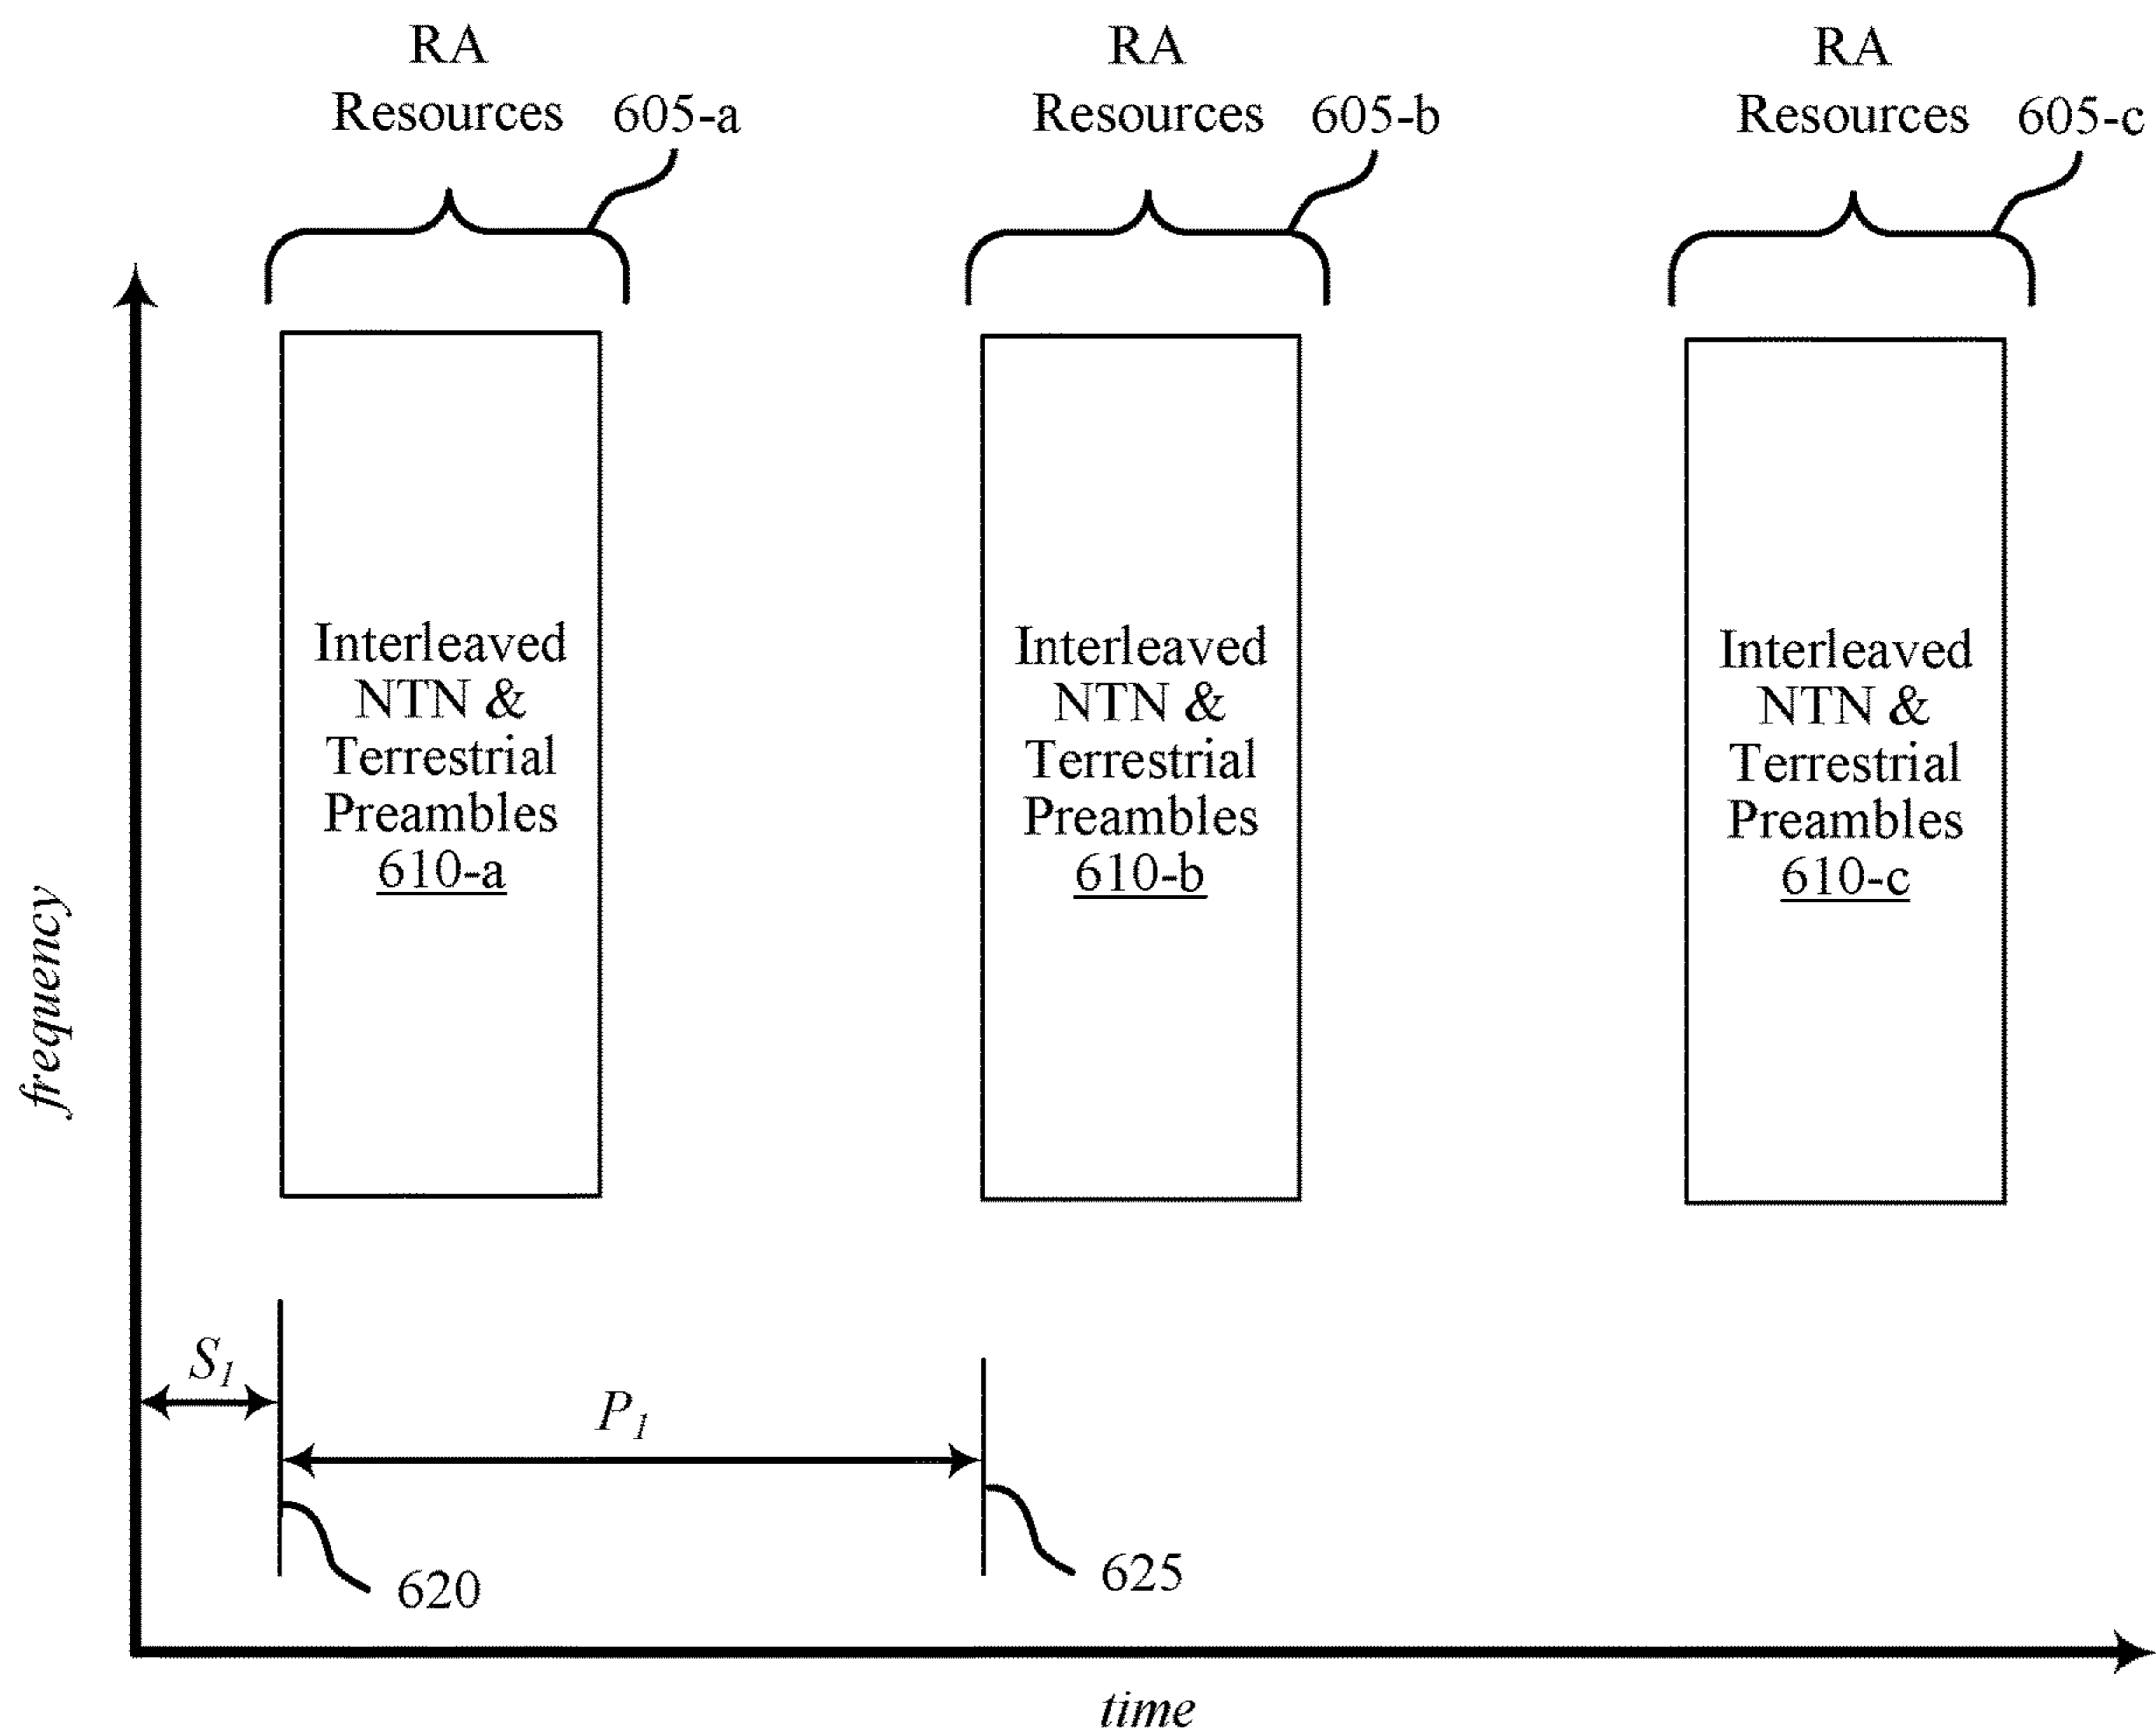 RA
Resources 605-a
RA
Resources 605-b
RA
Resources 605-c
Interleaved
NTN &
Terrestrial
Preambles
610-a
Interleaved
NTN &
Terrestrial
Preambles
610-b
Interleaved
NTN &
Terrestrial
Preambles
610-c
frequency
S1
P1
620
625
time